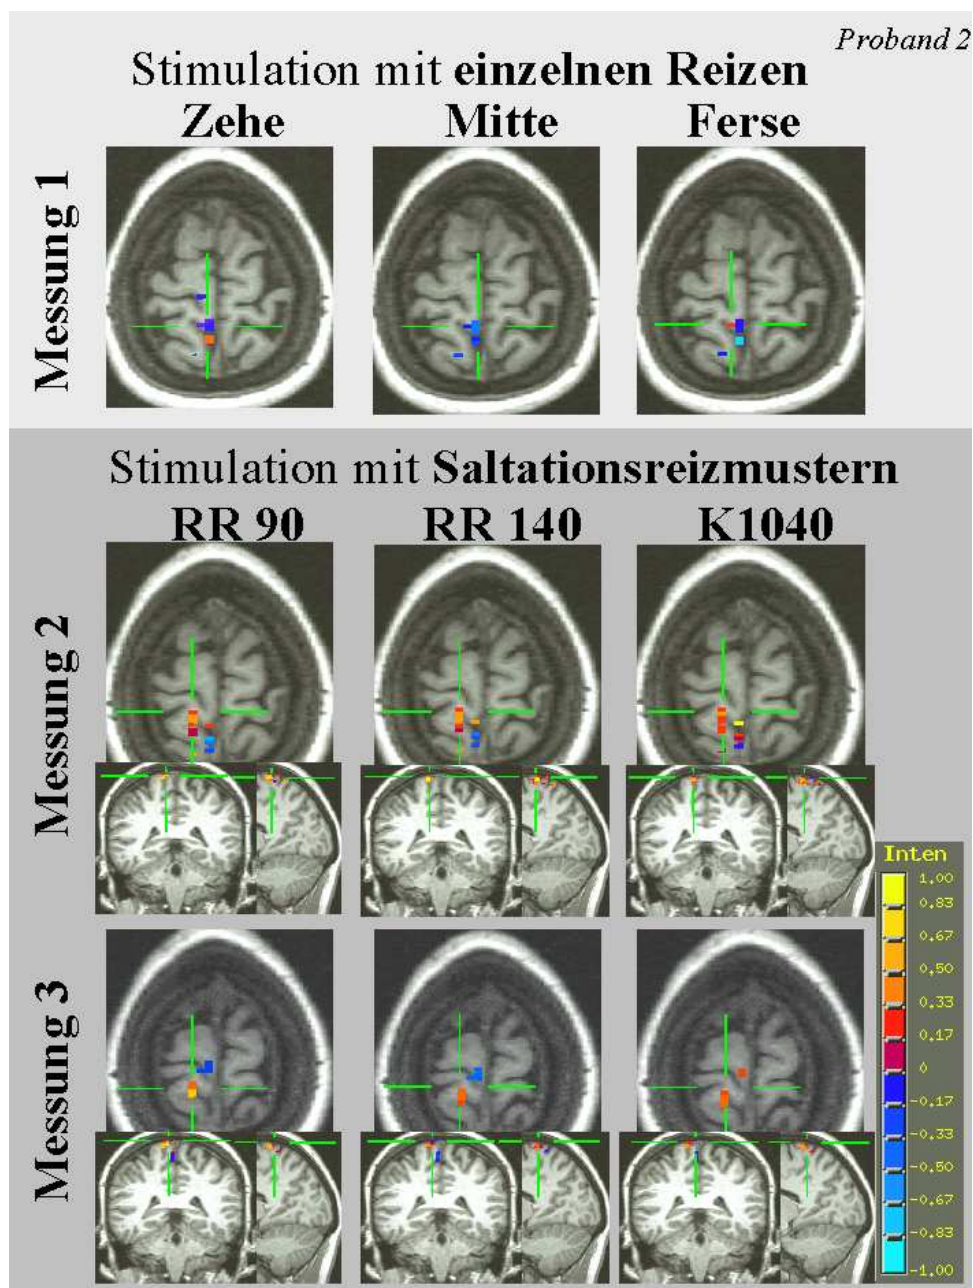 Proband 2
Stimulation mit einzelnen Reizen
Zehe Mitte Ferse
Messung 1
Stimulation mit Saltationsreizmustern
RR 90 RR 140 K1040
Messung 2
Messung 3
Inten
1.00
0.83
0.67
0.50
0.33
0.17
0
-0.17
-0.33
-0.50
-0.67
-0.83
-1.00